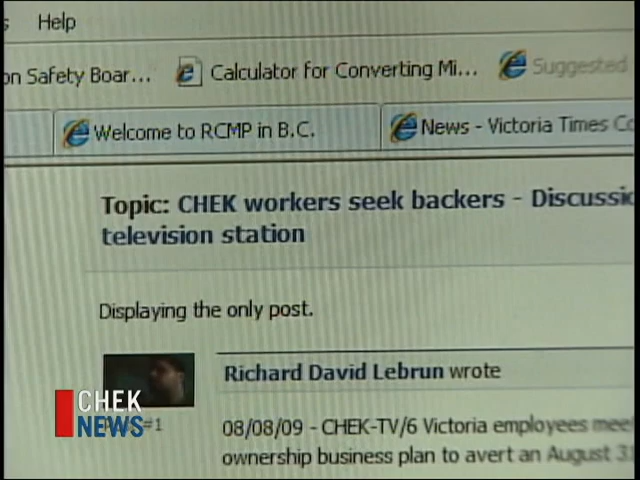 Help
on Safety Boar...
Calculator for Converting Mi...
Suggested
Welcome to RCMP in B.C.
News - Victoria Times Co
Topic: CHEK workers seek backers - Discussio
television station
Displaying the only post.
Richard David Lebrun wrote
CHEK
NEWS
#1
08/08/09 - CHEK-TV/6 Victoria employees mee
ownership business plan to avert an August 31